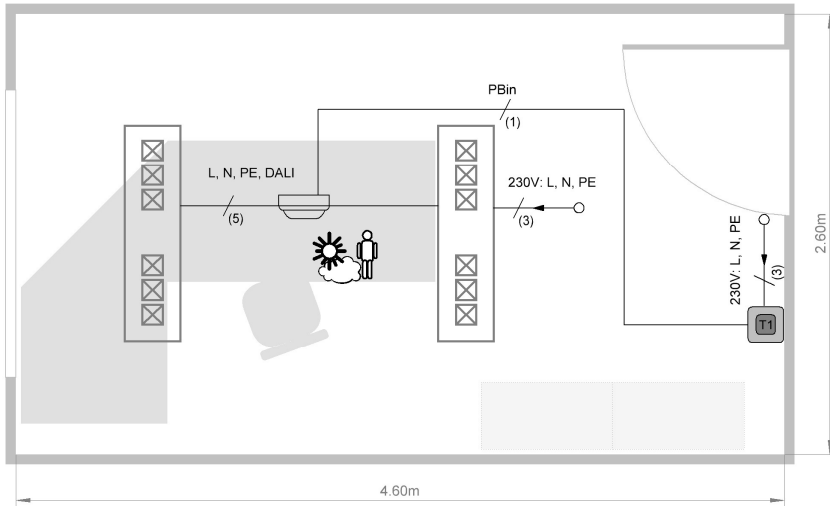 PBin
(1)
L, N, PE, DALI
(5)
230V: L, N, PE
(3)
230V: L, N, PE
(3)
T1
2.60m
4.60m